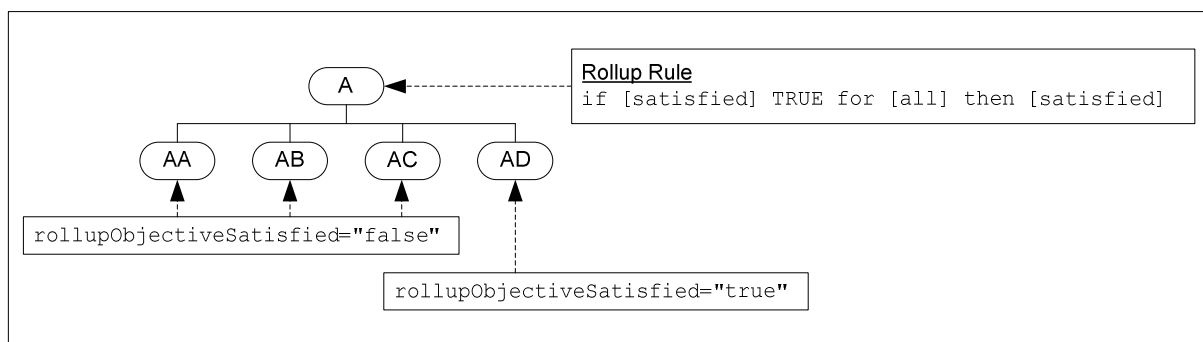 Rollup Rule
if [satisfied] TRUE for [all] then [satisfied]
A
AA AB AC AD
rollupObjectiveSatisfied="false"
rollupObjectiveSatisfied="true"